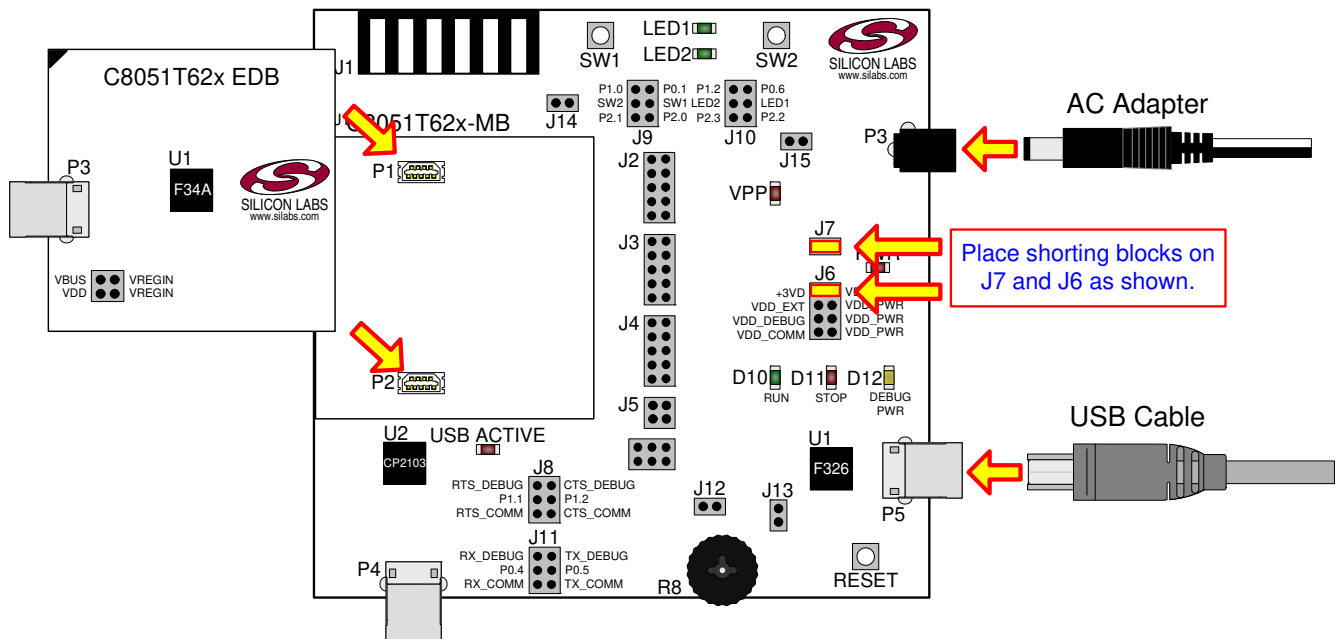 C8051T62x EDB
P3
U1
F34A
SILICON LABS
www.silabs.com
VBUS
VREGIN
VDD
VREGIN
J1
C8051T62x-MB
P1
P2
LED1
LED2
SW1
SW2
SILICON LABS
www.silabs.com
J14
P1.0
P0.1
SW2
SW1
P2.1
P2.0
J9
P1.2
P0.6
LED2
LED1
P2.3
P2.2
J10
J15
P3
AC Adapter
J2
VPP
J3
J7
Place shorting blocks on
J7 and J6 as shown.
J6
+3VD
VDD_EXT
VDD_PWR
VDD_DEBUG
VDD_PWR
VDD_COMM
VDD_PWR
J4
D10
RUN
D11
STOP
D12
DEBUG
PWR
J5
USB Cable
U2
CP2103
USB ACTIVE
U1
F326
P5
J8
RTS_DEBUG
CTS_DEBUG
P1.1
P1.2
RTS_COMM
CTS_COMM
J12
J13
J11
RX_DEBUG
TX_DEBUG
P0.4
P0.5
RX_COMM
TX_COMM
P4
R8
RESET